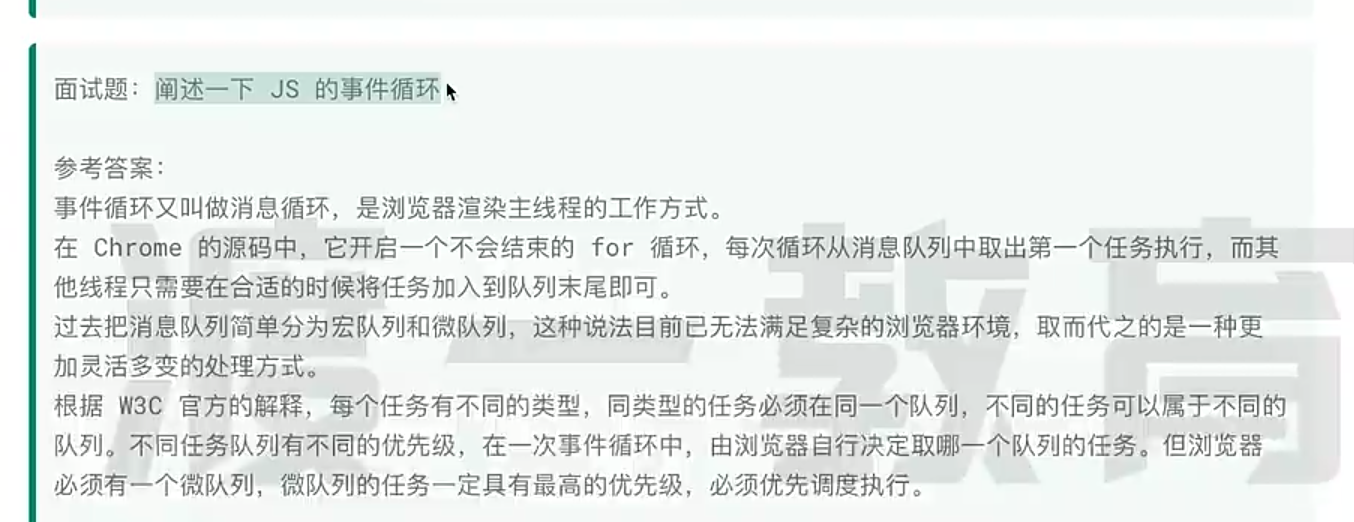 面试题：阐述一下 JS 的事件循环
参考答案：
事件循环又叫做消息循环，是浏览器渲染主线程的工作方式。
在 Chrome 的源码中，它开启一个不会结束的 for 循环，每次循环从消息队列中取出第一个任务执行，而其
他线程只需要在合适的时候将任务加入到队列末尾即可。
过去把消息队列简单分为宏队列和微队列，这种说法目前已无法满足复杂的浏览器环境，取而代之的是一种更
加灵活多变的处理方式。
根据 W3C 官方的解释，每个任务有不同的类型，同类型的任务必须在同一个队列，不同的任务可以属于不同的
队列。不同任务队列有不同的优先级，在一次事件循环中，由浏览器自行决定取哪一个队列的任务。但浏览器
必须有一个微队列，微队列的任务一定具有最高的优先级，必须优先调度执行。
渡一教育